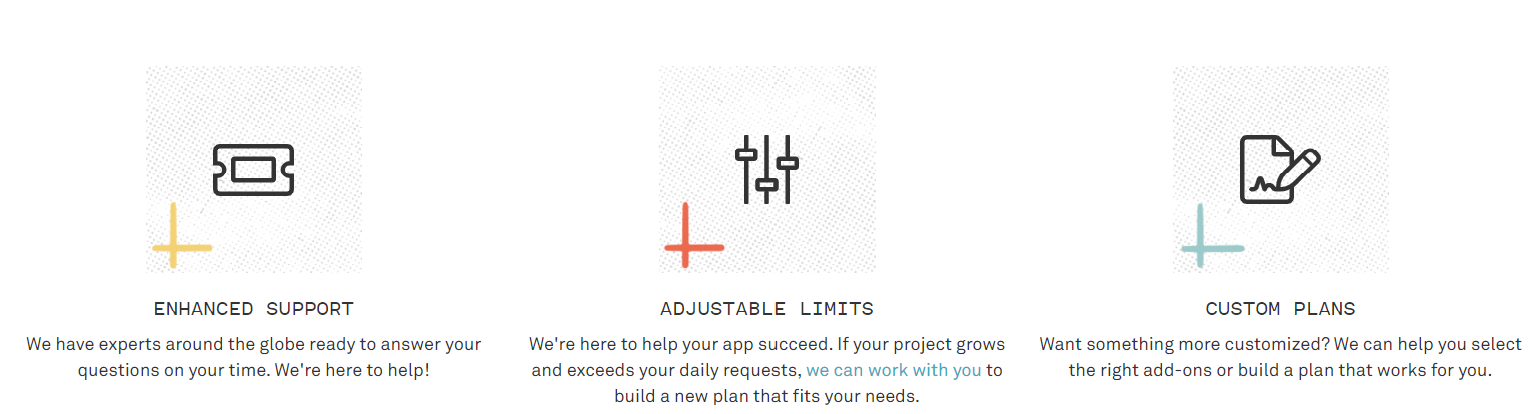 ENHANCED SUPPORT
We have experts around the globe ready to answer your
questions on your time. We're here to help!
ADJUSTABLE LIMITS
We're here to help your app succeed. If your project grows
and exceeds your daily requests, we can work with you to
build a new plan that fits your needs.
CUSTOM PLANS
Want something more customized? We can help you select
the right add-ons or build a plan that works for you.